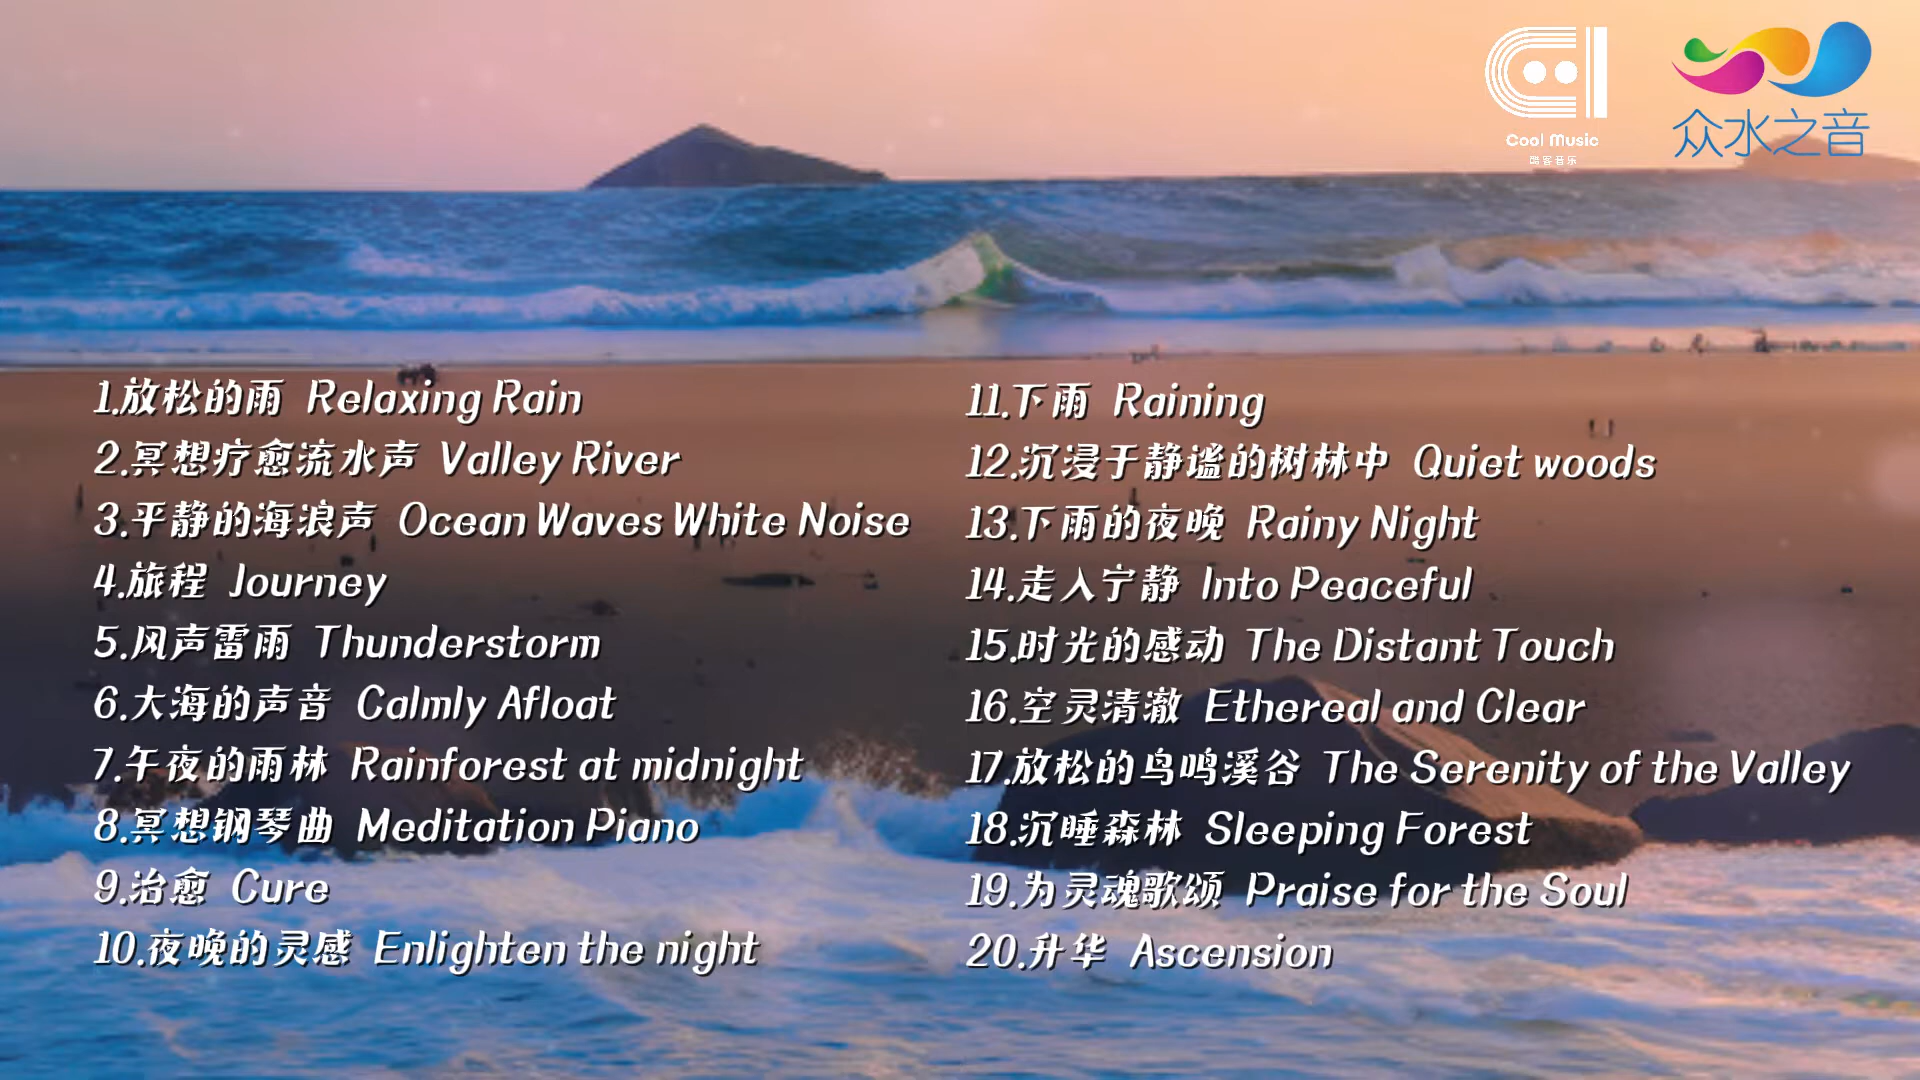 Cool Music
酷客音乐
众水之音
1.放松的雨 Relaxing Rain
2.冥想疗愈流水声 Valley River
3.平静的海浪声 Ocean Waves White Noise
4.旅程 Journey
5.风声雷雨 Thunderstorm
6.大海的声音 Calmly Afloat
7.午夜的雨林 Rainforest at midnight
8.冥想钢琴曲 Meditation Piano
9.治愈 Cure
10.夜晚的灵感 Enlighten the night
11.下雨 Raining
12.沉浸于静谧的树林中 Quiet woods
13.下雨的夜晚 Rainy Night
14.走入宁静 Into Peaceful
15.时光的感动 The Distant Touch
16.空灵清澈 Ethereal and Clear
17.放松的鸟鸣溪谷 The Serenity of the Valley
18.沉睡森林 Sleeping Forest
19.为灵魂歌颂 Praise for the Soul
20.升华 Ascension